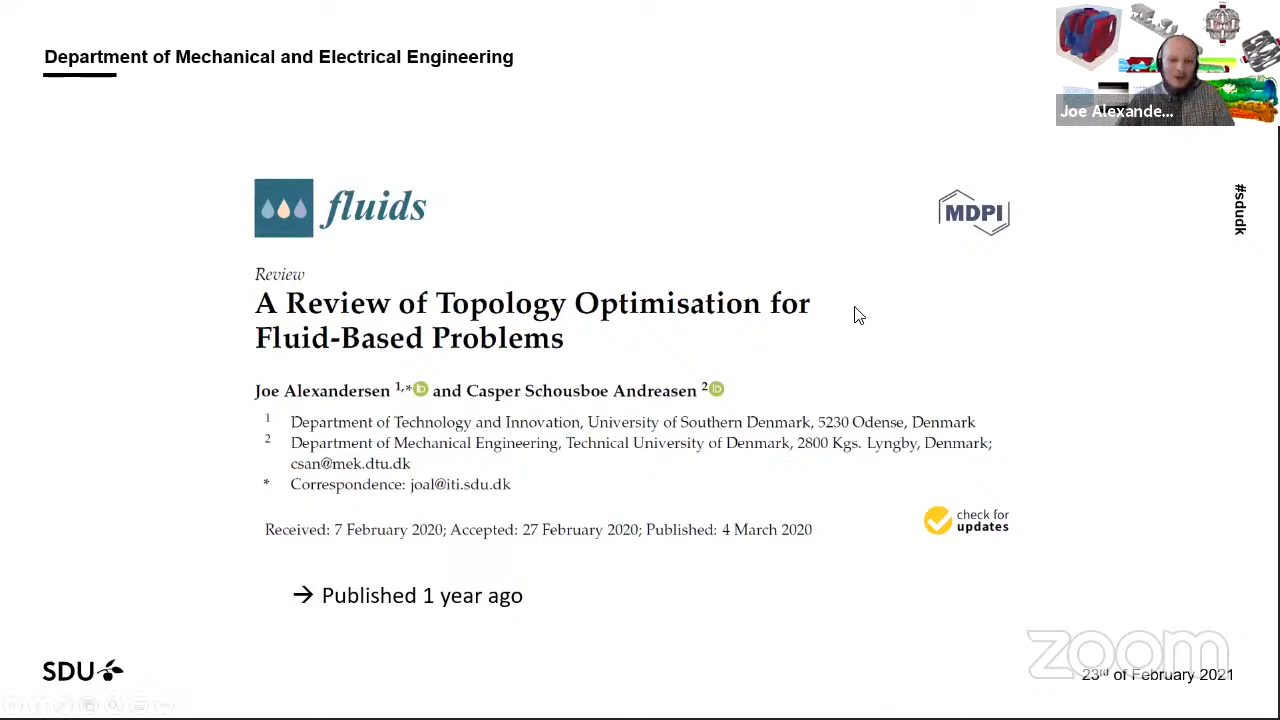 Department of Mechanical and Electrical Engineering
Joe Alexande...
#sdudk
fluids
MDPI
Review
A Review of Topology Optimisation for
Fluid-Based Problems
Joe Alexandersen 1,* iD and Casper Schousboe Andreasen 2 iD
1 Department of Technology and Innovation, University of Southern Denmark, 5230 Odense, Denmark
2 Department of Mechanical Engineering, Technical University of Denmark, 2800 Kgs. Lyngby, Denmark;
csan@mek.dtu.dk
* Correspondence: joal@iti.sdu.dk
Received: 7 February 2020; Accepted: 27 February 2020; Published: 4 March 2020
check for
updates
→ Published 1 year ago
SDU
zoom
23rd of February 2021